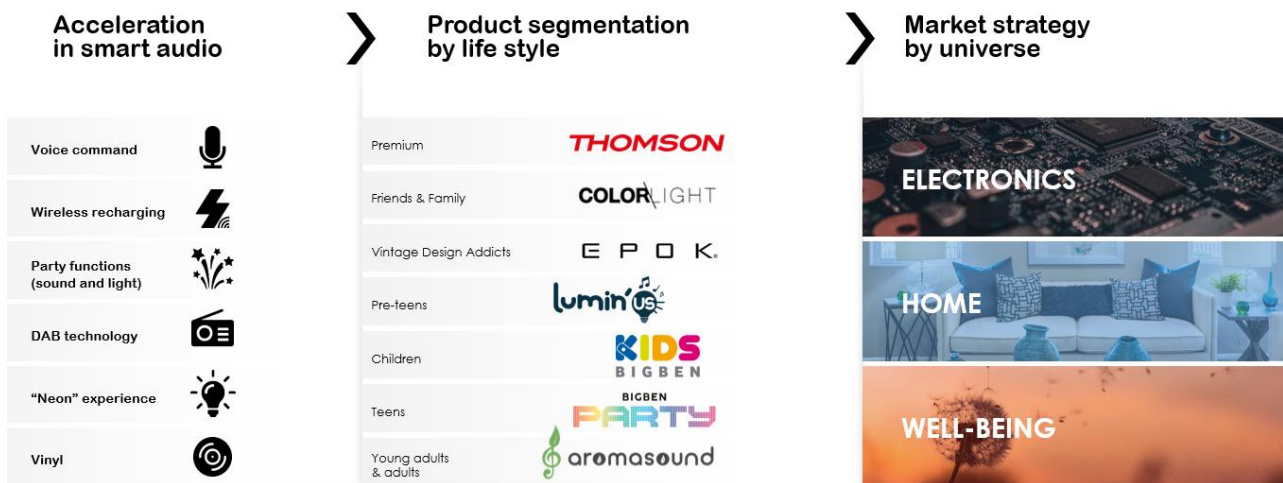 Acceleration
in smart audio
Voice command
Wireless recharging
Party functions
(sound and light)
DAB technology
“Neon” experience
Vinyl
Product segmentation
by life style
Premium THOMSON
Friends & Family COLORLIGHT
Vintage Design Addicts EPOK®
Pre-teens lumin'us
Children KIDS
BIGBEN
Teens BIGBEN
PARTY
Young adults
& adults aromasound
Market strategy
by universe
ELECTRONICS
HOME
WELL-BEING